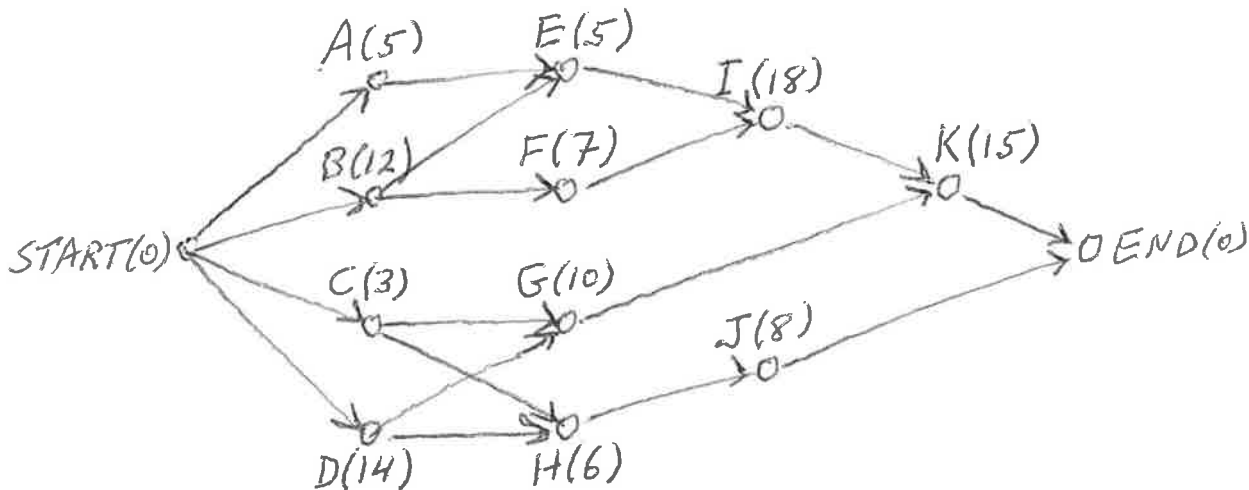 A(5)
E(5)
I(18)
B(12)
F(7)
K(15)
START(0)
END(0)
C(3)
G(10)
J(8)
D(14)
H(6)